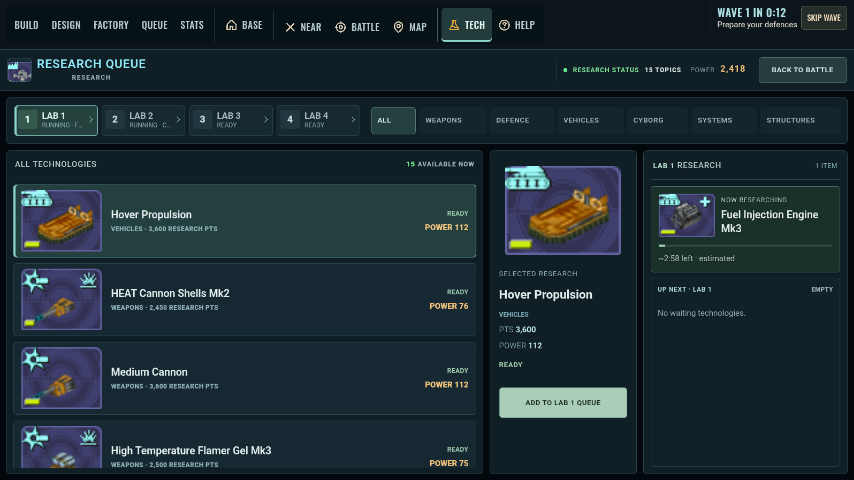 BUILD DESIGN FACTORY QUEUE STATS BASE NEAR BATTLE MAP TECH HELP
WAVE 1 IN 0:12
Prepare your defences
SKIP WAVE
RESEARCH QUEUE
RESEARCH
RESEARCH STATUS 15 TOPICS POWER 2,418
BACK TO BATTLE
1 LAB 1
RUNNING · F...
2 LAB 2
RUNNING · C...
3 LAB 3
READY
4 LAB 4
READY
ALL WEAPONS DEFENCE VEHICLES CYBORG SYSTEMS STRUCTURES
ALL TECHNOLOGIES
15 AVAILABLE NOW
Hover Propulsion
VEHICLES · 3,600 RESEARCH PTS
READY
POWER 112
HEAT Cannon Shells Mk2
WEAPONS · 2,450 RESEARCH PTS
READY
POWER 76
Medium Cannon
WEAPONS · 3,600 RESEARCH PTS
READY
POWER 112
High Temperature Flamer Gel Mk3
WEAPONS · 2,500 RESEARCH PTS
READY
POWER 75
SELECTED RESEARCH
Hover Propulsion
VEHICLES
PTS 3,600
POWER 112
READY
ADD TO LAB 1 QUEUE
LAB 1 RESEARCH
1 ITEM
NOW RESEARCHING
Fuel Injection Engine
Mk3
~2:58 left · estimated
UP NEXT · LAB 1
EMPTY
No waiting technologies.